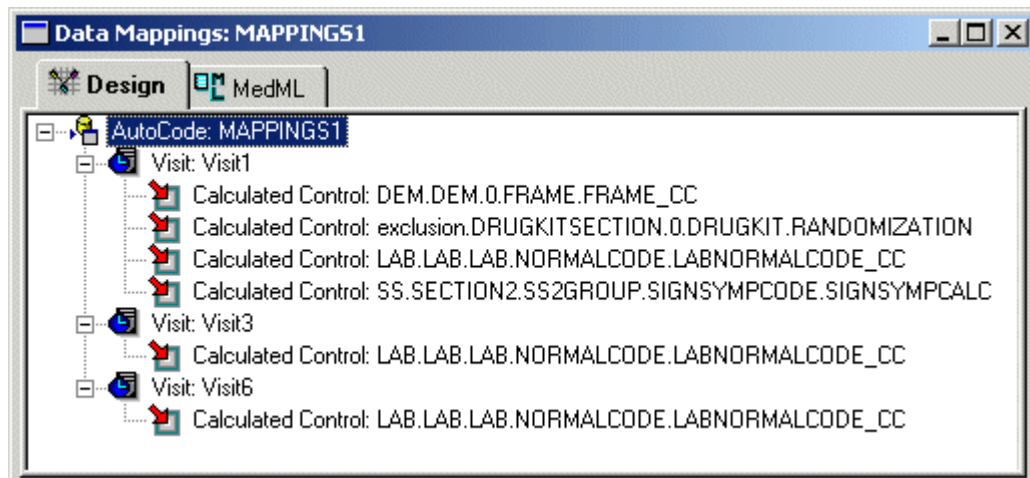 Data Mappings: MAPPINGS1
Design MedML
AutoCode: MAPPINGS1
Visit: Visit1
Calculated Control: DEM.DEM.0.FRAME.FRAME_CC
Calculated Control: exclusion.DRUGKITSECTION.0.DRUGKIT.RANDOMIZATION
Calculated Control: LAB.LAB.LAB.NORMALCODE.LABNORMALCODE_CC
Calculated Control: SS.SECTION2.SS2GROUP.SIGNSYMPCODE.SIGNSYMPCALC
Visit: Visit3
Calculated Control: LAB.LAB.LAB.NORMALCODE.LABNORMALCODE_CC
Visit: Visit6
Calculated Control: LAB.LAB.LAB.NORMALCODE.LABNORMALCODE_CC